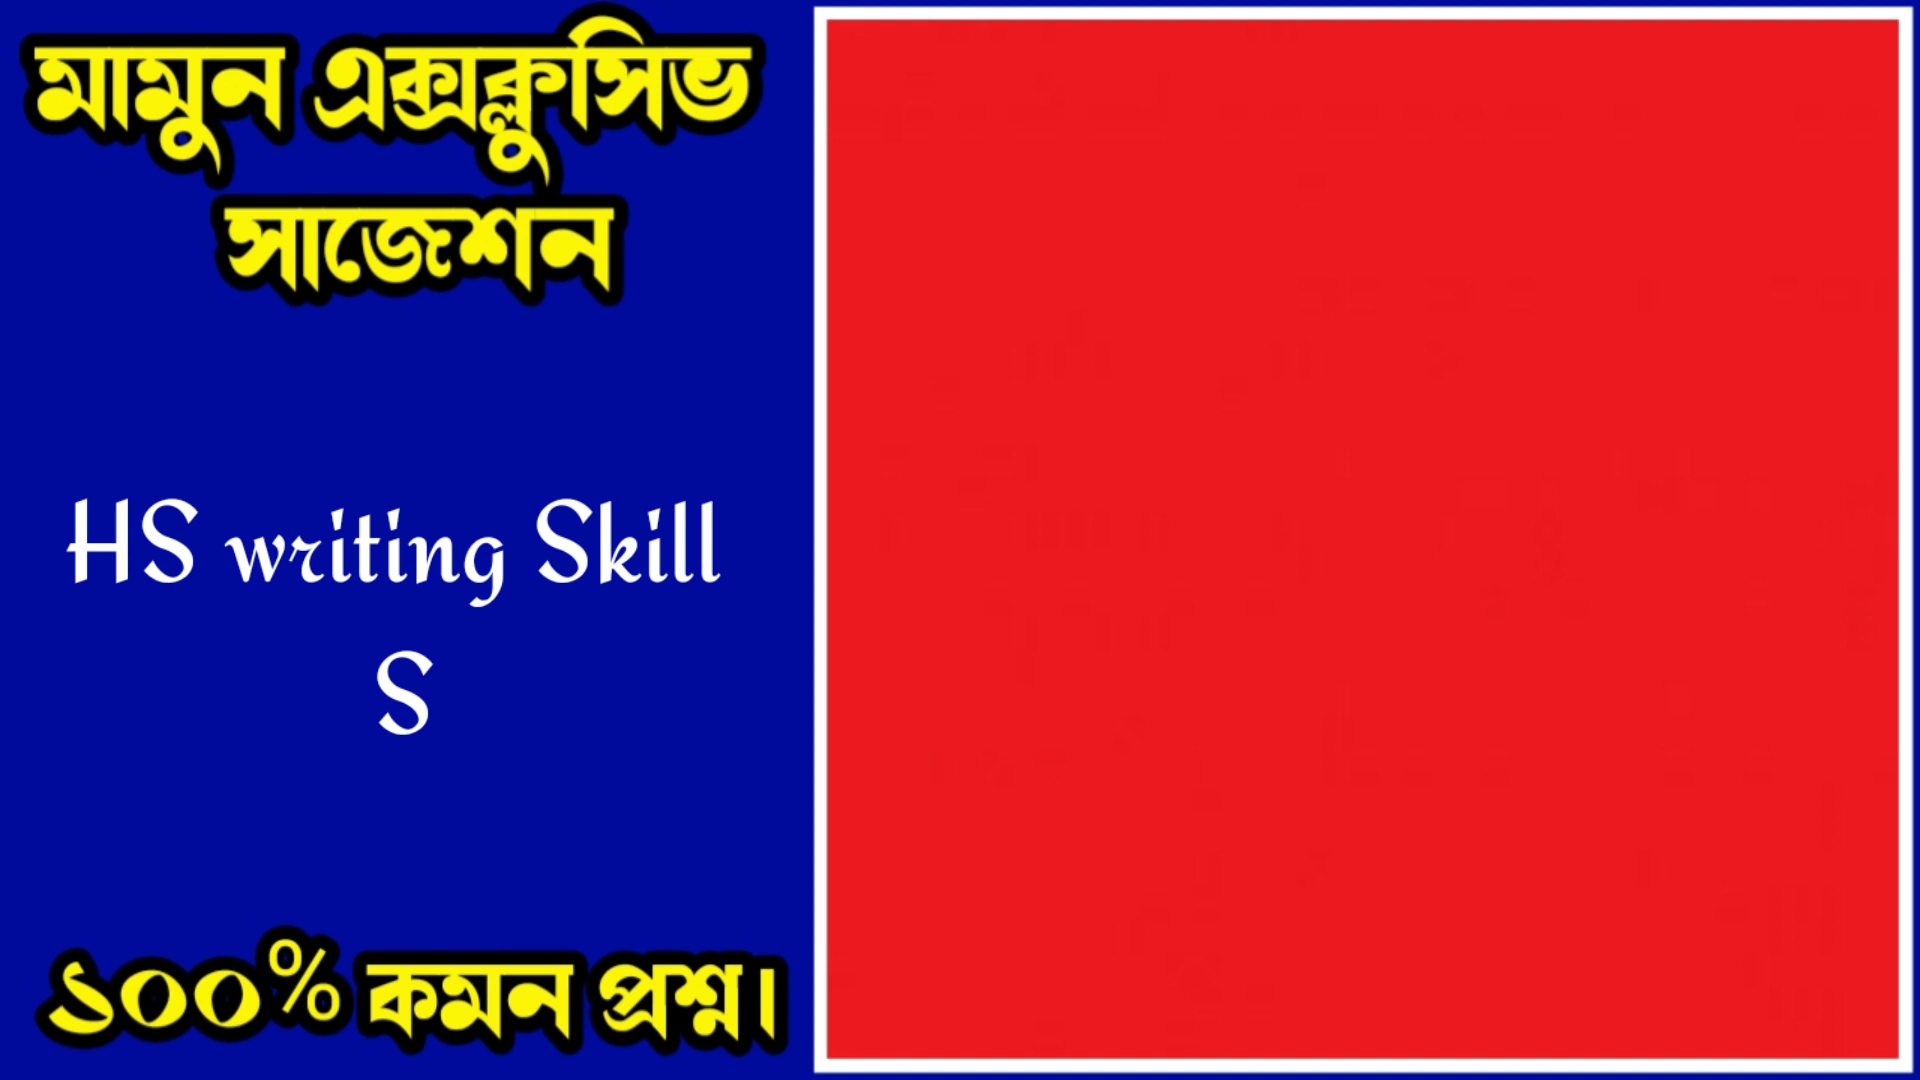 মামুন এক্সক্লুসিভ
সাজেশন
HS writing Skill
S
১০০% কমন প্রশ্ন।